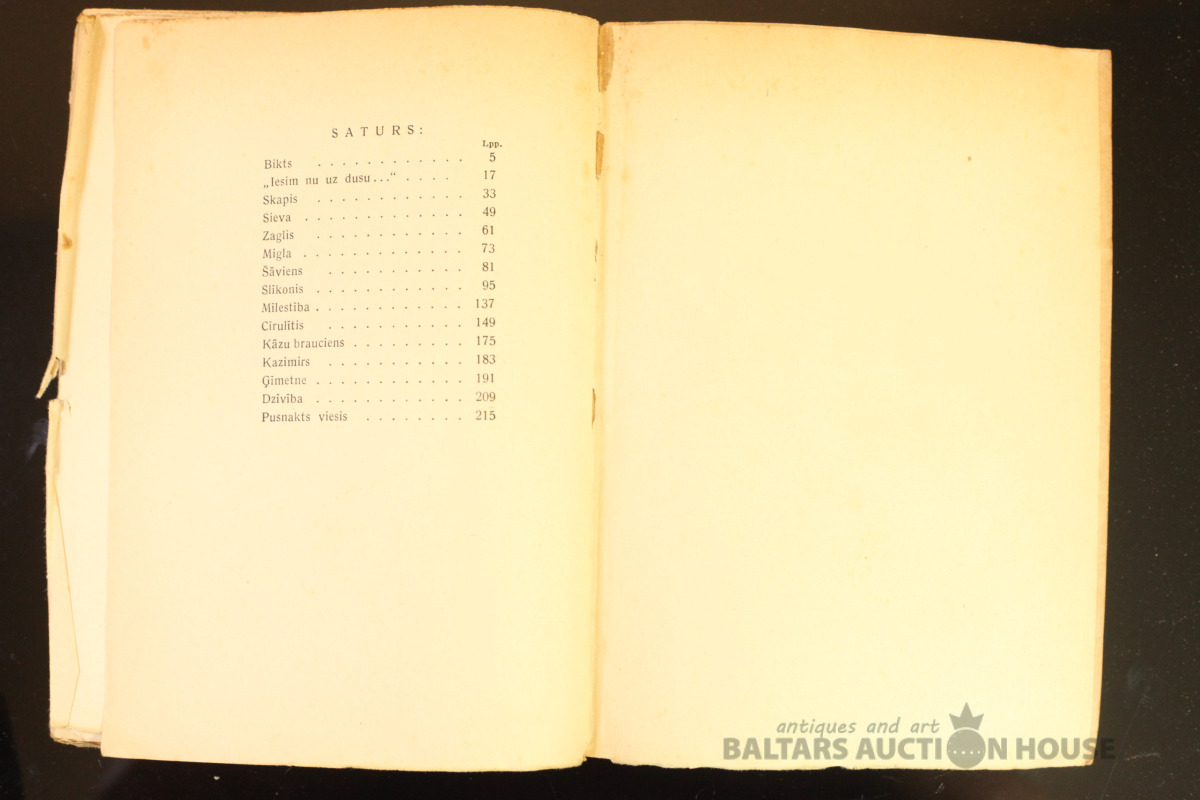 SATURS:
Lpp.
Bikts . . . . . . . . . . . . 5
„Iesim nu uz dusu...“ . . . . 17
Skapis . . . . . . . . . . . . 33
Sieva . . . . . . . . . . . . . 49
Zaglis . . . . . . . . . . . . 61
Migla . . . . . . . . . . . . . 73
Šāviens . . . . . . . . . . . 81
Slīkonis . . . . . . . . . . . . 95
Mīlestība . . . . . . . . . . . . 137
Cīrulītis . . . . . . . . . . . 149
Kāzu brauciens . . . . . . . . . 175
Kazimirs . . . . . . . . . . . 183
Ģīmetne . . . . . . . . . . . . 191
Dzīvība . . . . . . . . . . . . 209
Pusnakts viesis . . . . . . . . 215
antiques and art
BALTARS AUCTION HOUSE